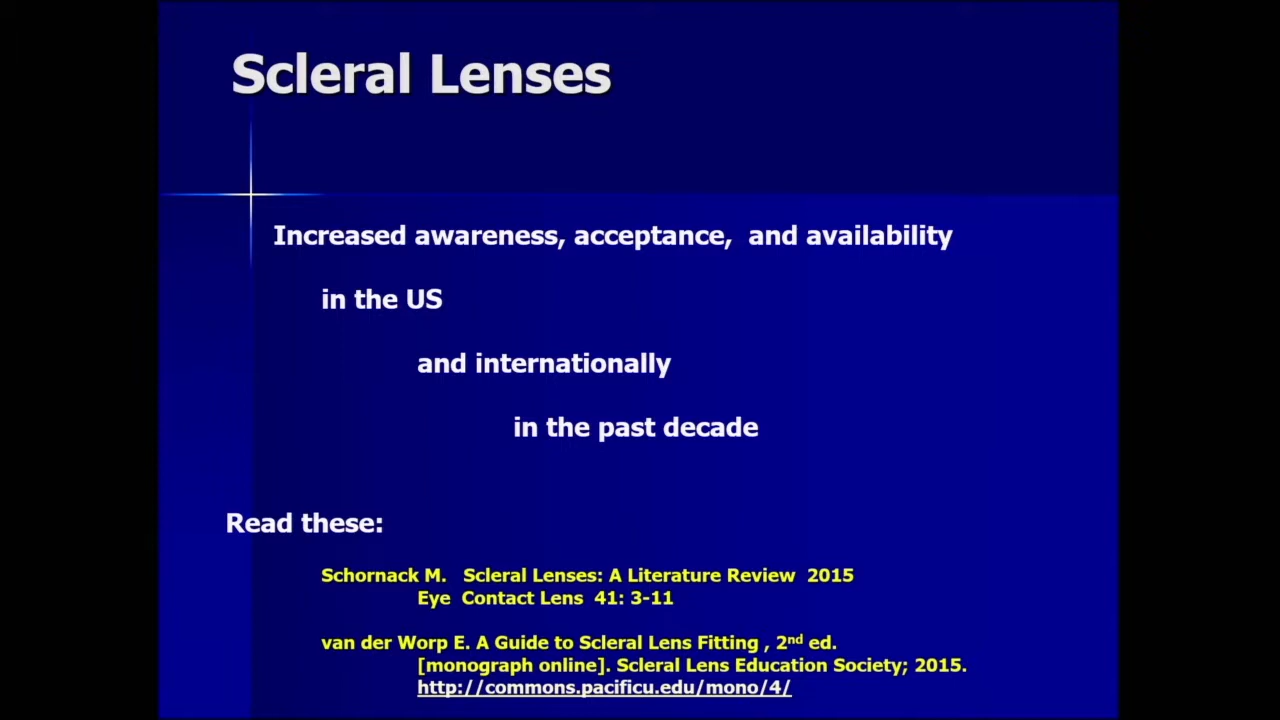 Scleral Lenses
Increased awareness, acceptance, and availability
in the US
and internationally
in the past decade
Read these:
Schornack M. Scleral Lenses: A Literature Review 2015
Eye Contact Lens 41: 3-11
van der Worp E. A Guide to Scleral Lens Fitting , 2nd ed.
[monograph online]. Scleral Lens Education Society; 2015.
http://commons.pacificu.edu/mono/4/